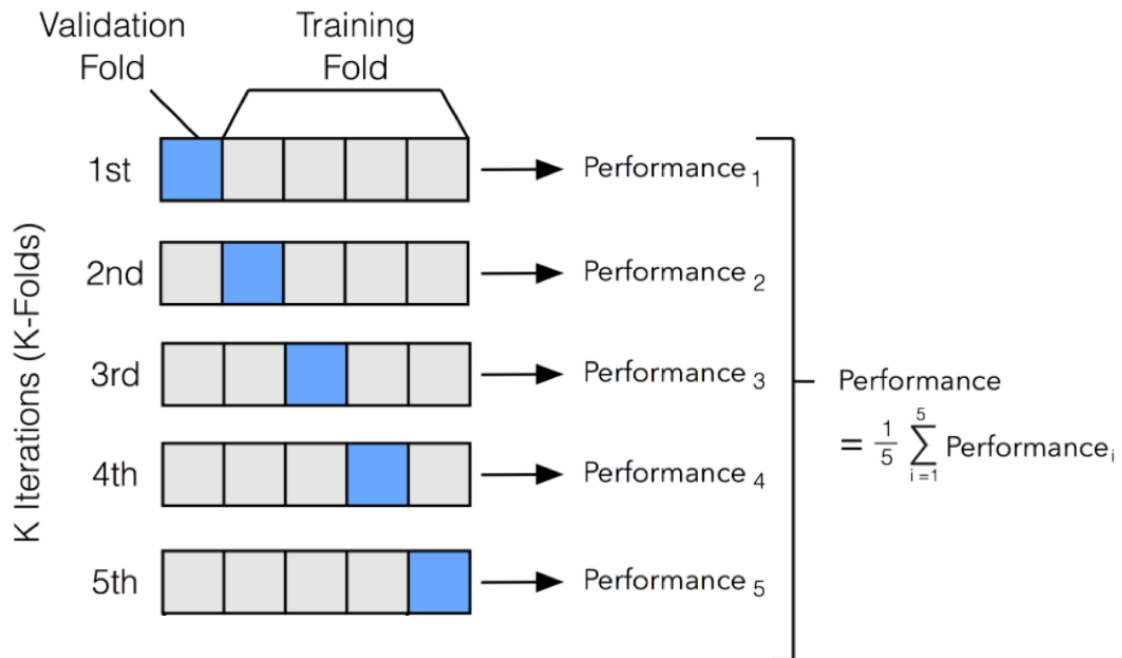 Validation
Fold
Training
Fold
K Iterations (K-Folds)
1st
Performance 1
2nd
Performance 2
3rd
Performance 3
4th
Performance 4
5th
Performance 5
Performance
= 1/5 5∑i=1 Performancei